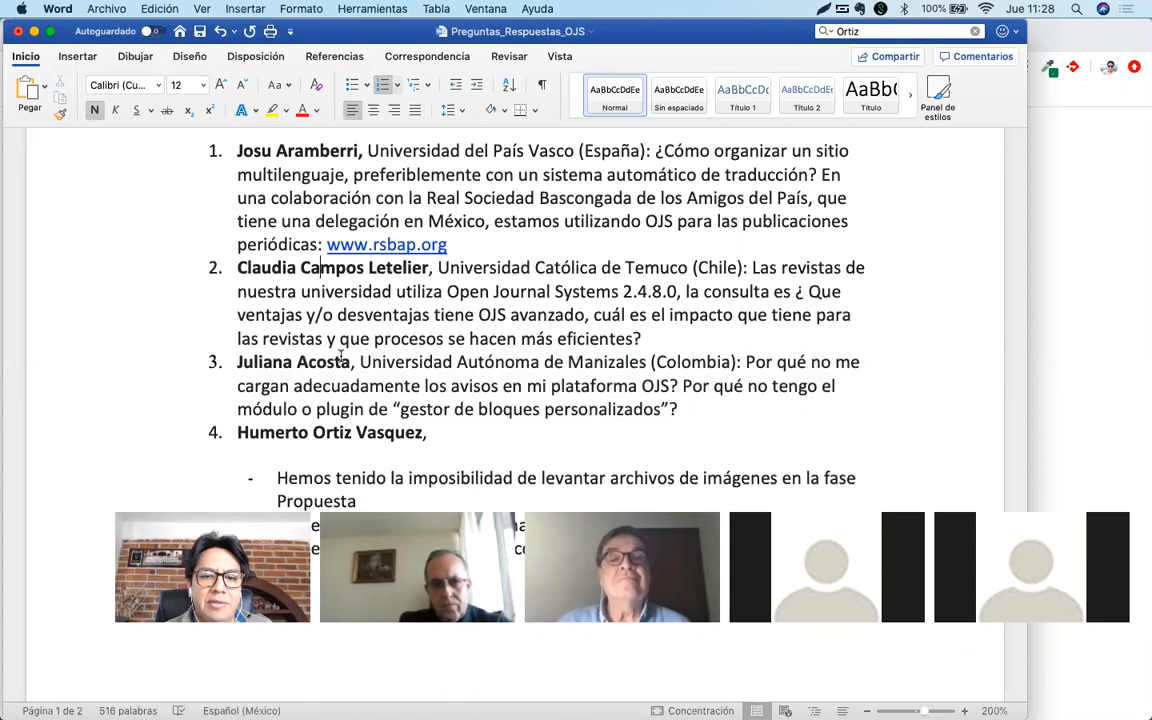 Word Archivo Edición Ver Insertar Formato Herramientas Tabla Ventana Ayuda 100% Jue 11:28
Autoguardado Preguntas_Respuestas_OJS Ortiz
Inicio Insertar Dibujar Diseño Disposición Referencias Correspondencia Revisar Vista Compartir Comentarios
Calibri (Cu... 12
Pegar
N K S
AaBbCcDdEe AaBbCcDdEe AaBbCcDc AaBbCcDdEe AaBb(
Normal Sin espaciado Título 1 Título 2 Título
Panel de
estilos
1. Josu Aramberri, Universidad del País Vasco (España): ¿Cómo organizar un sitio
multilenguaje, preferiblemente con un sistema automático de traducción? En
una colaboración con la Real Sociedad Bascongada de los Amigos del País, que
tiene una delegación en México, estamos utilizando OJS para las publicaciones
periódicas: www.rsbap.org
2. Claudia Campos Letelier, Universidad Católica de Temuco (Chile): Las revistas de
nuestra universidad utiliza Open Journal Systems 2.4.8.0, la consulta es ¿ Que
ventajas y/o desventajas tiene OJS avanzado, cuál es el impacto que tiene para
las revistas y que procesos se hacen más eficientes?
3. Juliana Acosta, Universidad Autónoma de Manizales (Colombia): Por qué no me
cargan adecuadamente los avisos en mi plataforma OJS? Por qué no tengo el
módulo o plugin de “gestor de bloques personalizados”?
4. Humerto Ortiz Vasquez,
- Hemos tenido la imposibilidad de levantar archivos de imágenes en la fase
Propuesta
Página 1 de 2 516 palabras Español (México) Concentración 200%